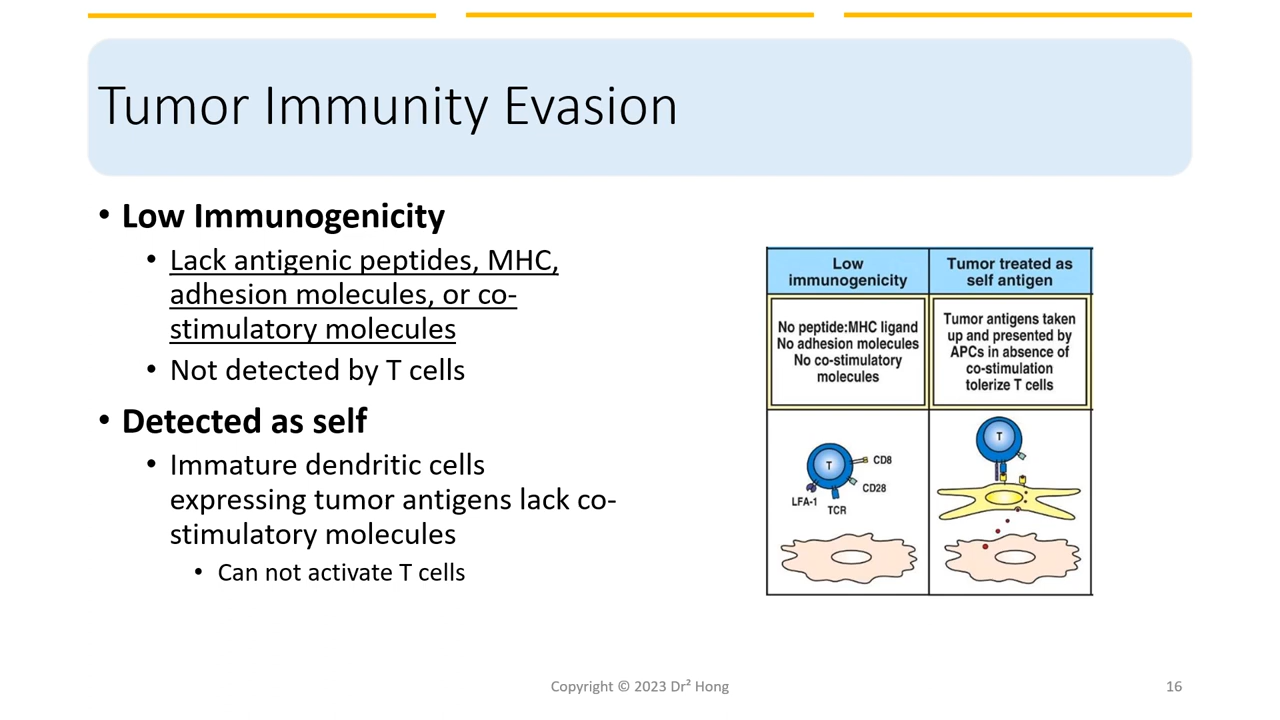 Tumor Immunity Evasion
• Low Immunogenicity
• Lack antigenic peptides, MHC,
adhesion molecules, or co-
stimulatory molecules
• Not detected by T cells
• Detected as self
• Immature dendritic cells
expressing tumor antigens lack co-
stimulatory molecules
• Can not activate T cells
Low
immunogenicity
No peptide:MHC ligand
No adhesion molecules
No co-stimulatory
molecules
T
CD8
CD28
LFA-1
TCR
Tumor treated as
self antigen
Tumor antigens taken
up and presented by
APCs in absence of
co-stimulation
tolerize T cells
T
Copyright © 2023 Dr² Hong
16